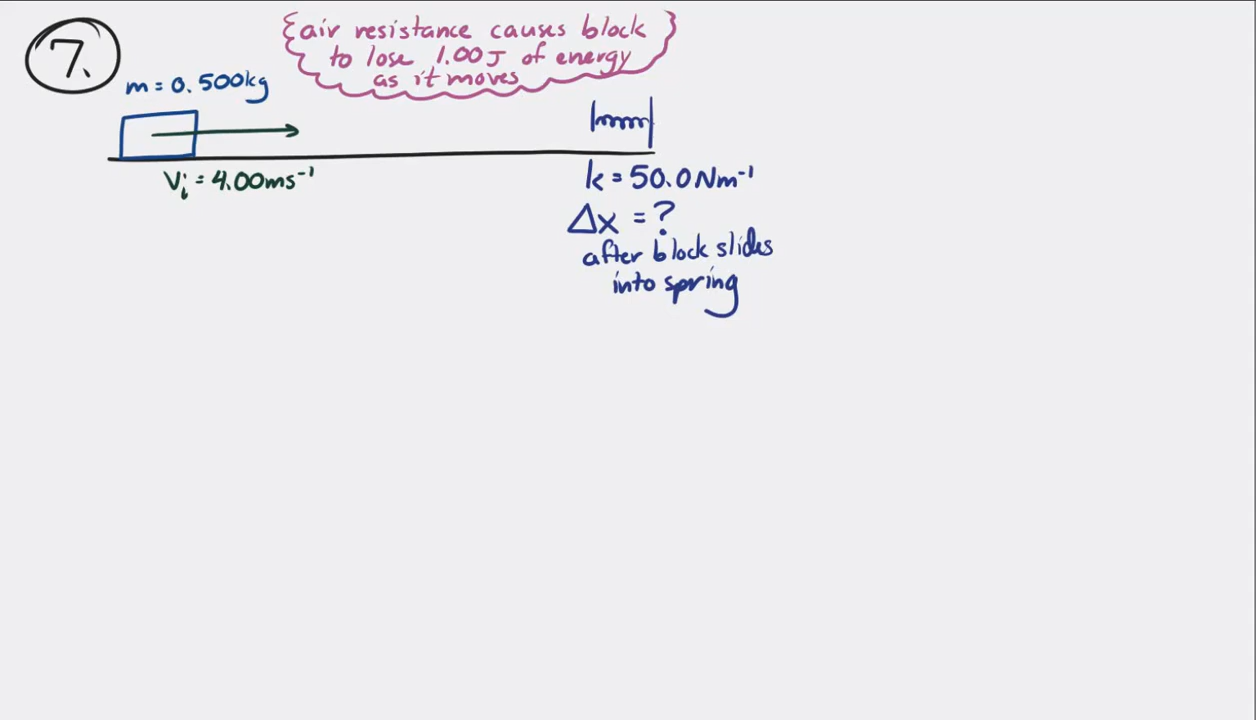 7.
air resistance causes block
to lose 1.00J of energy
as it moves
m = 0.500kg
Vi = 4.00ms⁻¹
k = 50.0Nm⁻¹
Δx = ?
after block slides
into spring